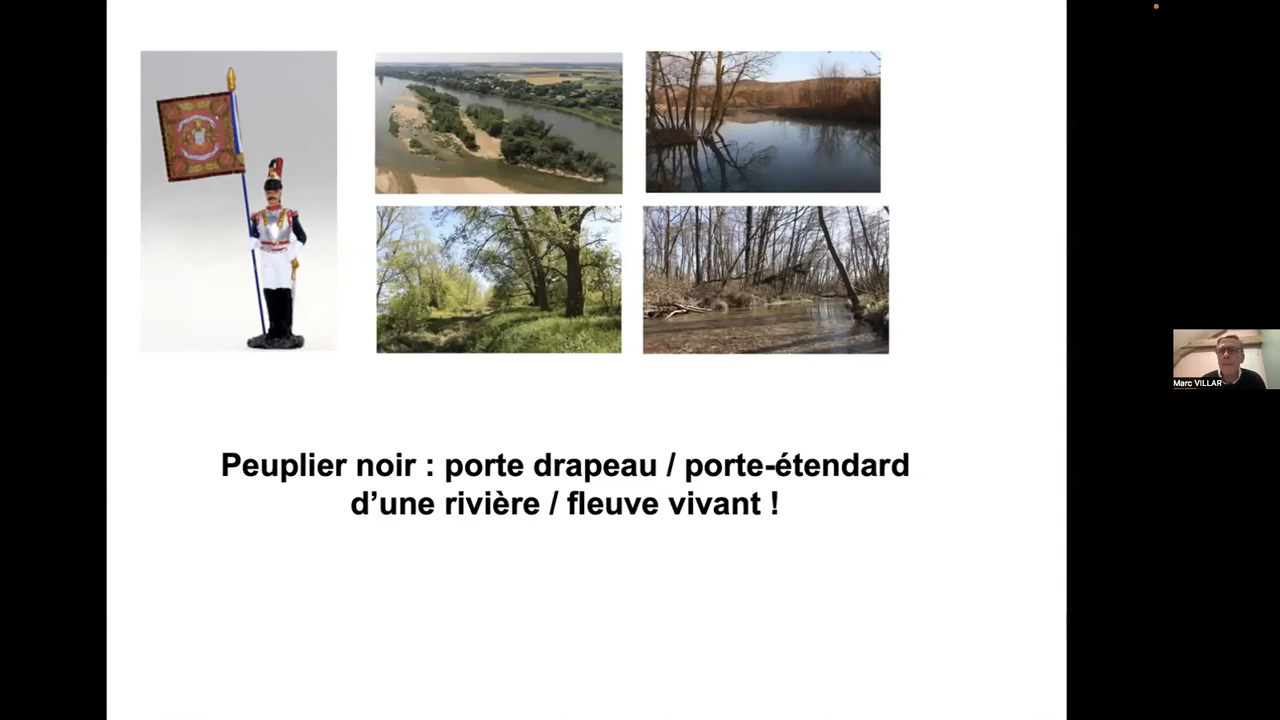 Peuplier noir : porte drapeau / porte-étendard
d’une rivière / fleuve vivant !
Marc VILLAR